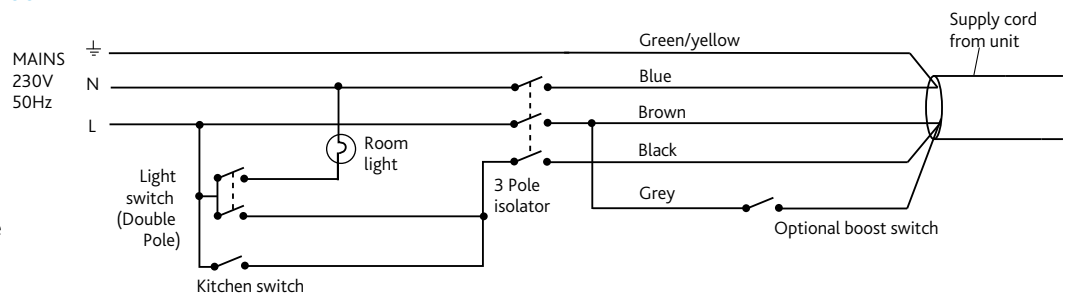 Supply cord
from unit
MAINS
230V
50Hz
Green/yellow
N
Blue
L
Brown
Room
light
Black
Light
switch
(Double
Pole)
3 Pole
isolator
Grey
Optional boost switch
Kitchen switch